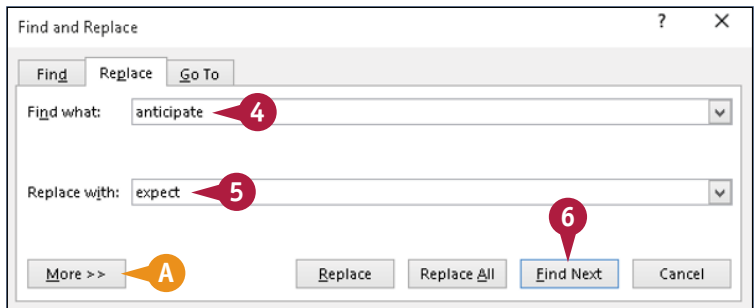 Find and Replace ? ×
Find Replace Go To
Find what: anticipate 4
Replace with: expect 5
6
More >> A Replace Replace All Find Next Cancel